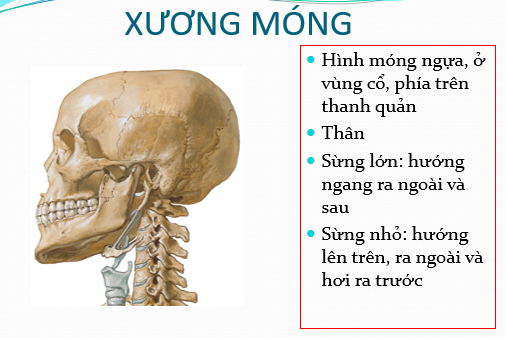 XƯƠNG MÓNG
• Hình móng ngựa, ở
vùng cổ, phía trên
thanh quản
• Thân
• Sừng lớn: hướng
ngang ra ngoài và
sau
• Sừng nhỏ: hướng
lên trên, ra ngoài và
hơi ra trước